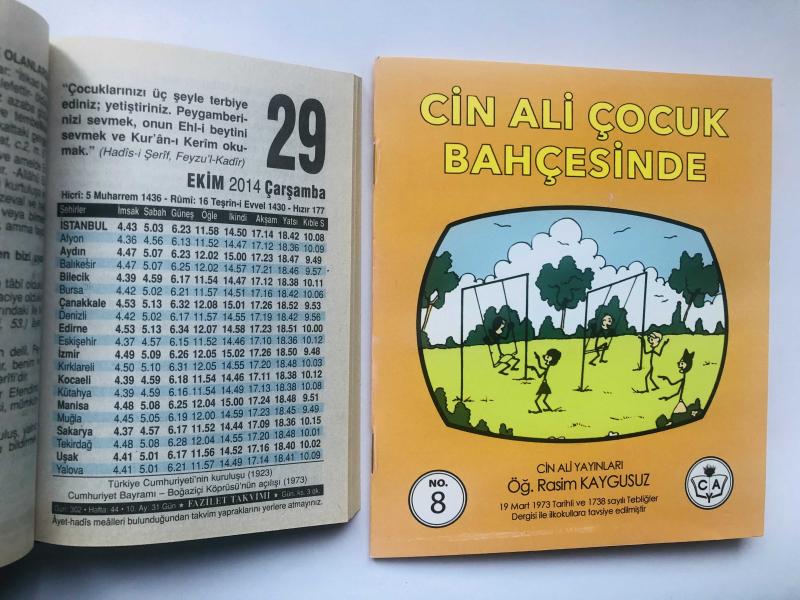 OLANLAR
"Çocuklarınızı üç şeyle terbiye
ediniz; yetiştiriniz. Peygamberi-
nizi sevmek, onun Ehl-i beytini
sevmek ve Kur'ân-ı Kerîm oku-
mak." (Hadîs-i Şerîf, Feyzu'l-Kadîr)
29
EKİM 2014 Çarşamba
Hicrî: 5 Muharrem 1436 - Rûmî: 16 Teşrin-i Evvel 1430 - Hızır 177
Şehirler İmsak Sabah Güneş Öğle İkindi Akşam Yatsı Kıble S
İSTANBUL 4.43 5.03 6.23 11.58 14.50 17.14 18.42 10.08
Afyon 4.36 4.56 6.13 11.52 14.47 17.12 18.36 10.09
Aydın 4.47 5.07 6.23 12.02 15.00 17.23 18.47 9.49
Balıkesir 4.47 5.07 6.25 12.02 14.57 17.21 18.46 9.57
Bilecik 4.39 4.59 6.17 11.54 14.47 17.11 18.38 10.11
Bursa 4.42 5.02 6.21 11.57 14.51 17.16 18.42 10.06
Çanakkale 4.53 5.13 6.32 12.08 15.01 17.26 18.52 9.53
Denizli 4.42 5.02 6.17 11.57 14.55 17.19 18.42 9.56
Edirne 4.53 5.13 6.34 12.07 14.58 17.23 18.51 10.00
Eskişehir 4.37 4.57 6.15 11.52 14.46 17.10 18.36 10.12
İzmir 4.49 5.09 6.26 12.05 15.02 17.26 18.50 9.48
Kırklareli 4.50 5.10 6.31 12.04 14.55 17.20 18.48 10.03
Kocaeli 4.39 4.59 6.18 11.54 14.46 17.11 18.38 10.12
Kütahya 4.39 4.59 6.16 11.54 14.49 17.13 18.38 10.08
Manisa 4.48 5.08 6.25 12.04 15.00 17.24 18.48 9.51
Muğla 4.45 5.05 6.19 12.00 14.59 17.23 18.45 9.49
Sakarya 4.37 4.57 6.17 11.52 14.44 17.09 18.36 10.15
Tekirdağ 4.48 5.08 6.28 12.04 14.55 17.20 18.48 10.01
Uşak 4.41 5.01 6.17 11.56 14.52 17.16 18.40 10.02
Yalova 4.41 5.01 6.21 11.57 14.49 17.14 18.41 10.09
Türkiye Cumhuriyeti'nin kuruluşu (1923)
Cumhuriyet Bayramı - Boğaziçi Köprüsü'nün açılışı (1973)
Gün: 302 • Hafta: 44 • 10. Ay: 31 Gün ★ FAZİLET TAKVİMİ ★ Gün. ks. 3 dk.
Âyet-hadîs meâlleri bulunduğundan takvim yapraklarını yerlere atmayınız.
CİN ALİ ÇOCUK
BAHÇESİNDE
CİN ALİ YAYINLARI
Öğ. Rasim KAYGUSUZ
19 Mart 1973 Tarihli ve 1738 sayılı Tebliğler
Dergisi ile ilkokulara tavsiye edilmiştir
NO.
8
C A
Y